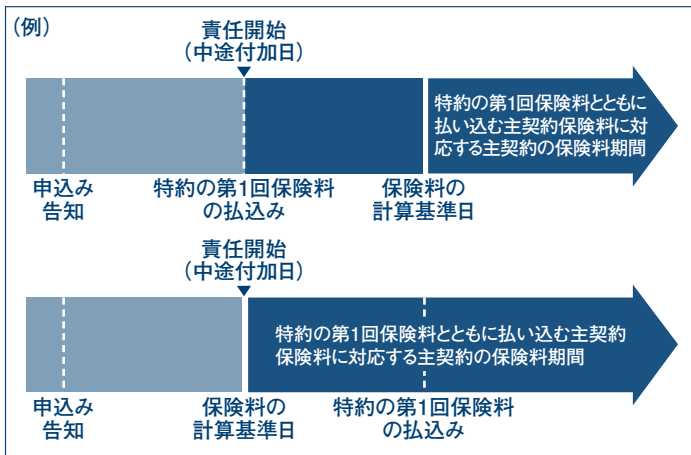 (例)
責任開始
（中途付加日）
特約の第1回保険料とともに
払い込む主契約保険料に対
応する主契約の保険料期間
申込み
告知
特約の第1回保険料
の払込み
保険料の
計算基準日
責任開始
（中途付加日）
特約の第1回保険料とともに払い込む主契約
保険料に対応する主契約の保険料期間
申込み
告知
保険料の
計算基準日
特約の第1回保険料
の払込み